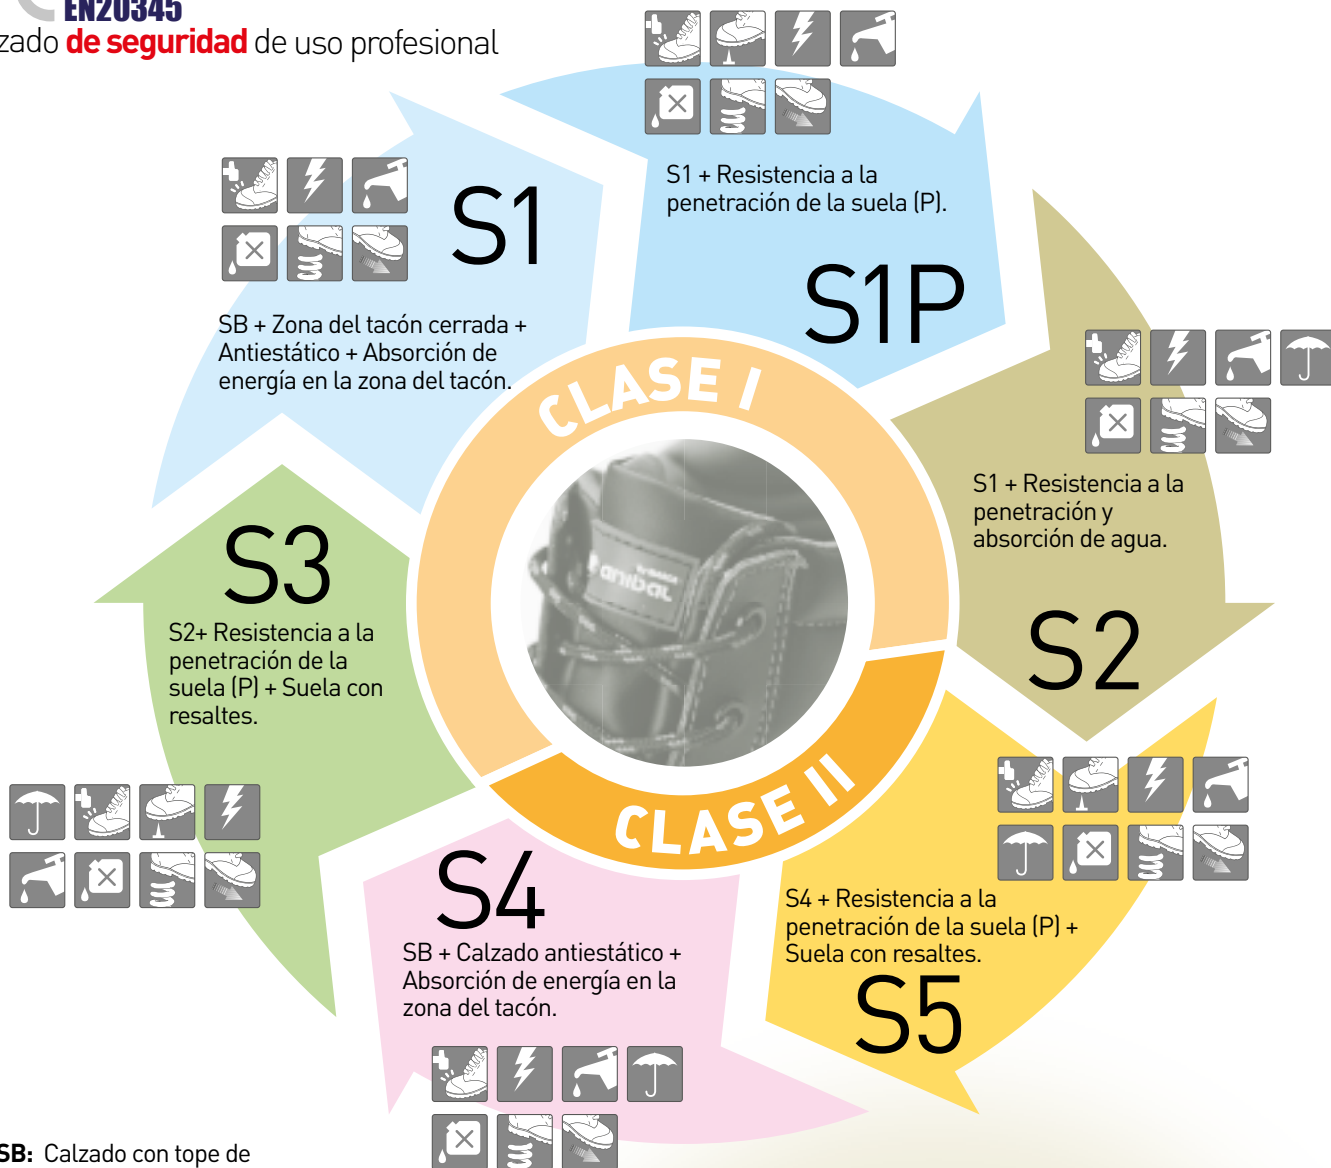 EN20345
zado de seguridad de uso profesional
S1
SB + Zona del tacón cerrada +
Antiestático + Absorción de
energía en la zona del tacón.
S1 + Resistencia a la
penetración de la suela (P).
S1P
S1 + Resistencia a la
penetración y
absorción de agua.
S2
CLASE I
anibal
S3
S2+ Resistencia a la
penetración de la
suela (P) + Suela con
resaltes.
CLASE II
S4
SB + Calzado antiestático +
Absorción de energía en la
zona del tacón.
S4 + Resistencia a la
penetración de la suela (P) +
Suela con resaltes.
S5
SB: Calzado con tope de